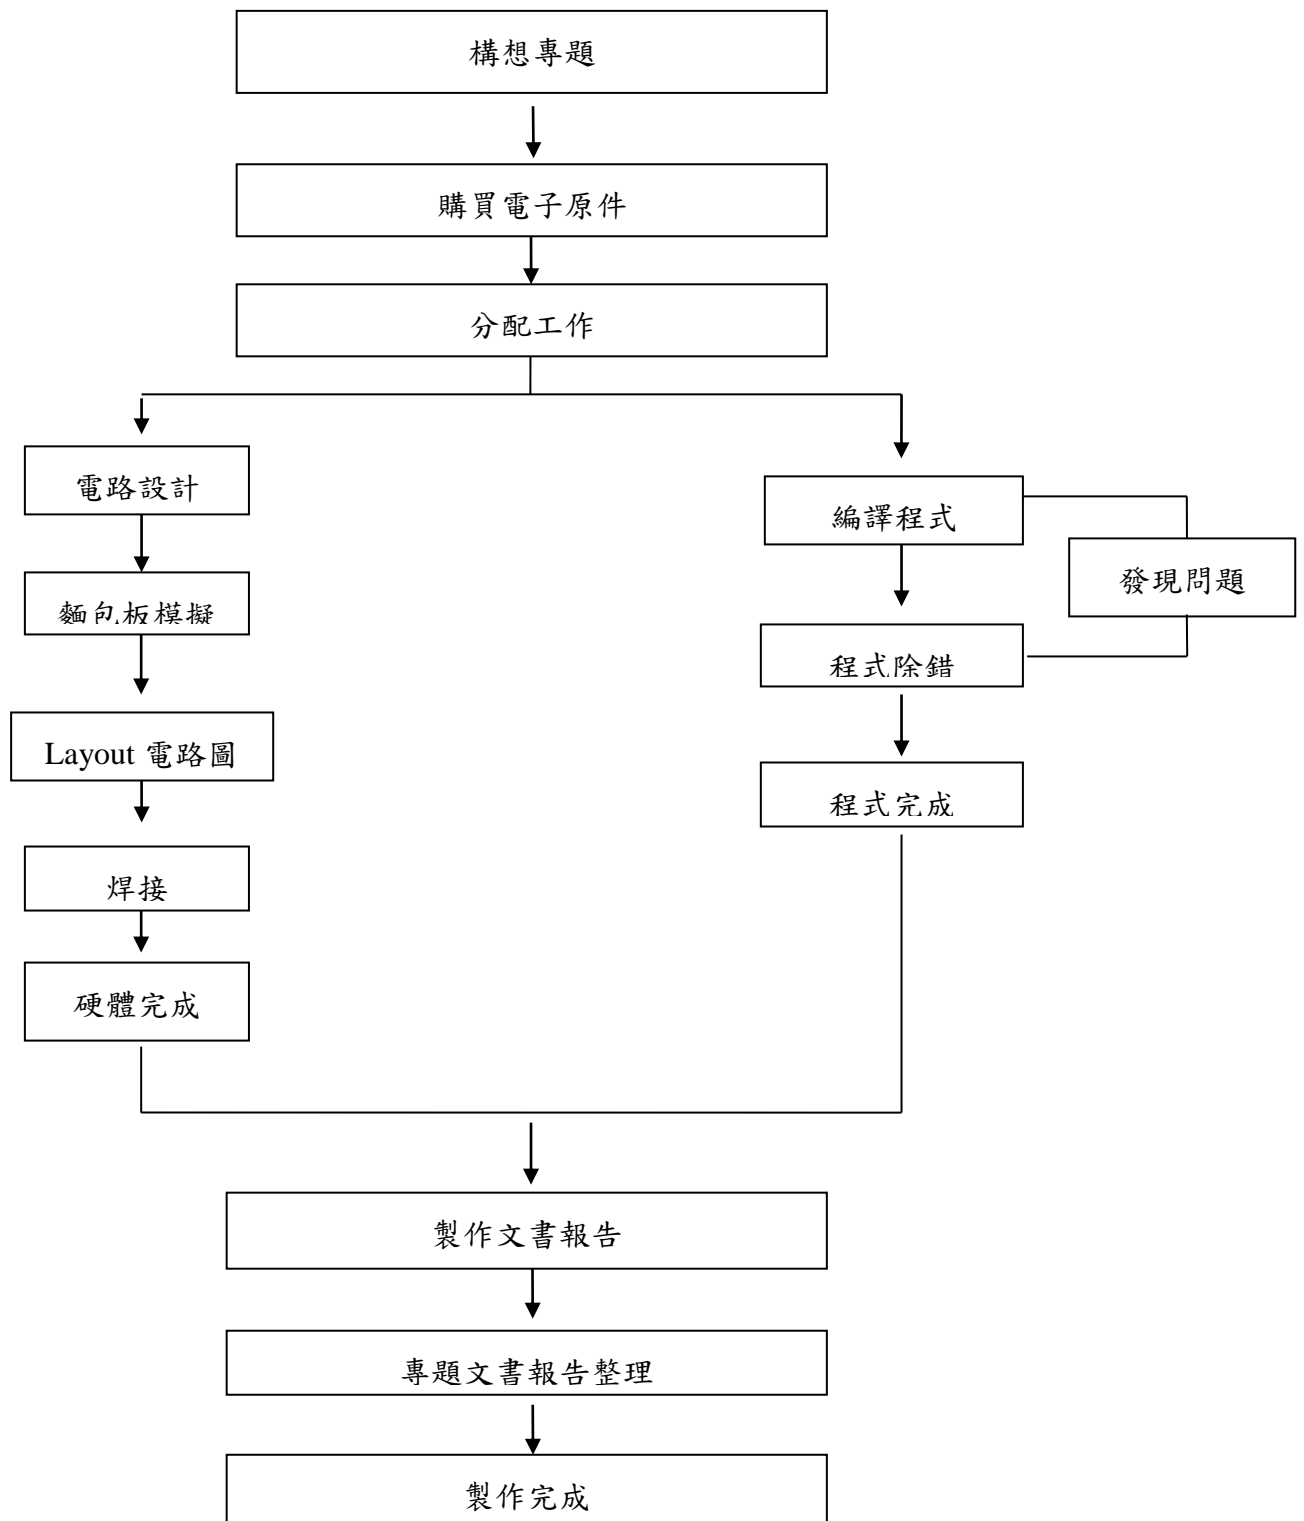 構想專題
購買電子原件
分配工作
電路設計
麵包板模擬
Layout 電路圖
焊接
硬體完成
編譯程式
發現問題
程式除錯
程式完成
製作文書報告
專題文書報告整理
製作完成